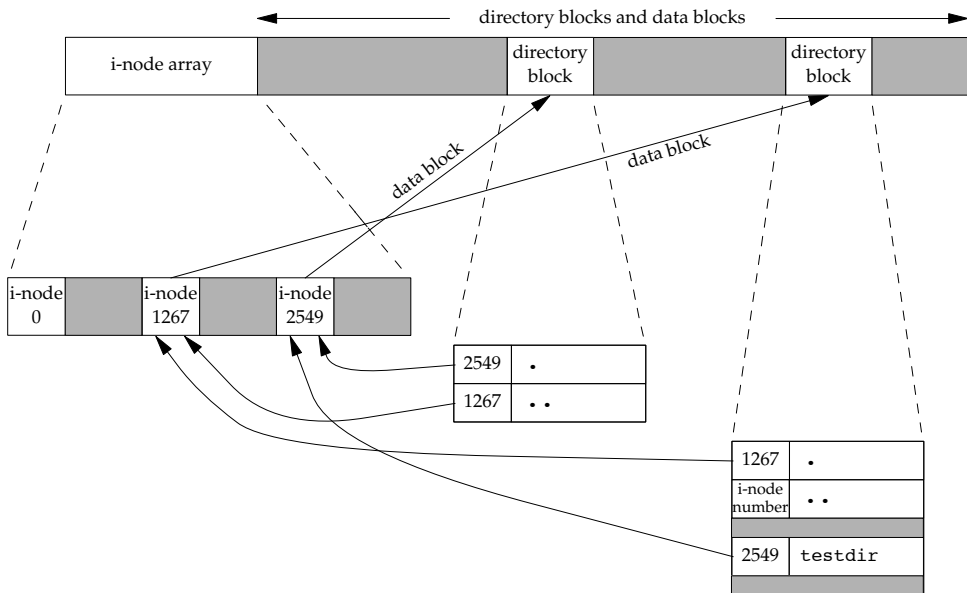 directory blocks and data blocks
i-node array
directory
block
directory
block
data block
data block
i-node
0
i-node
1267
i-node
2549
2549 .
1267 ..
1267 .
i-node
number ..
2549 testdir